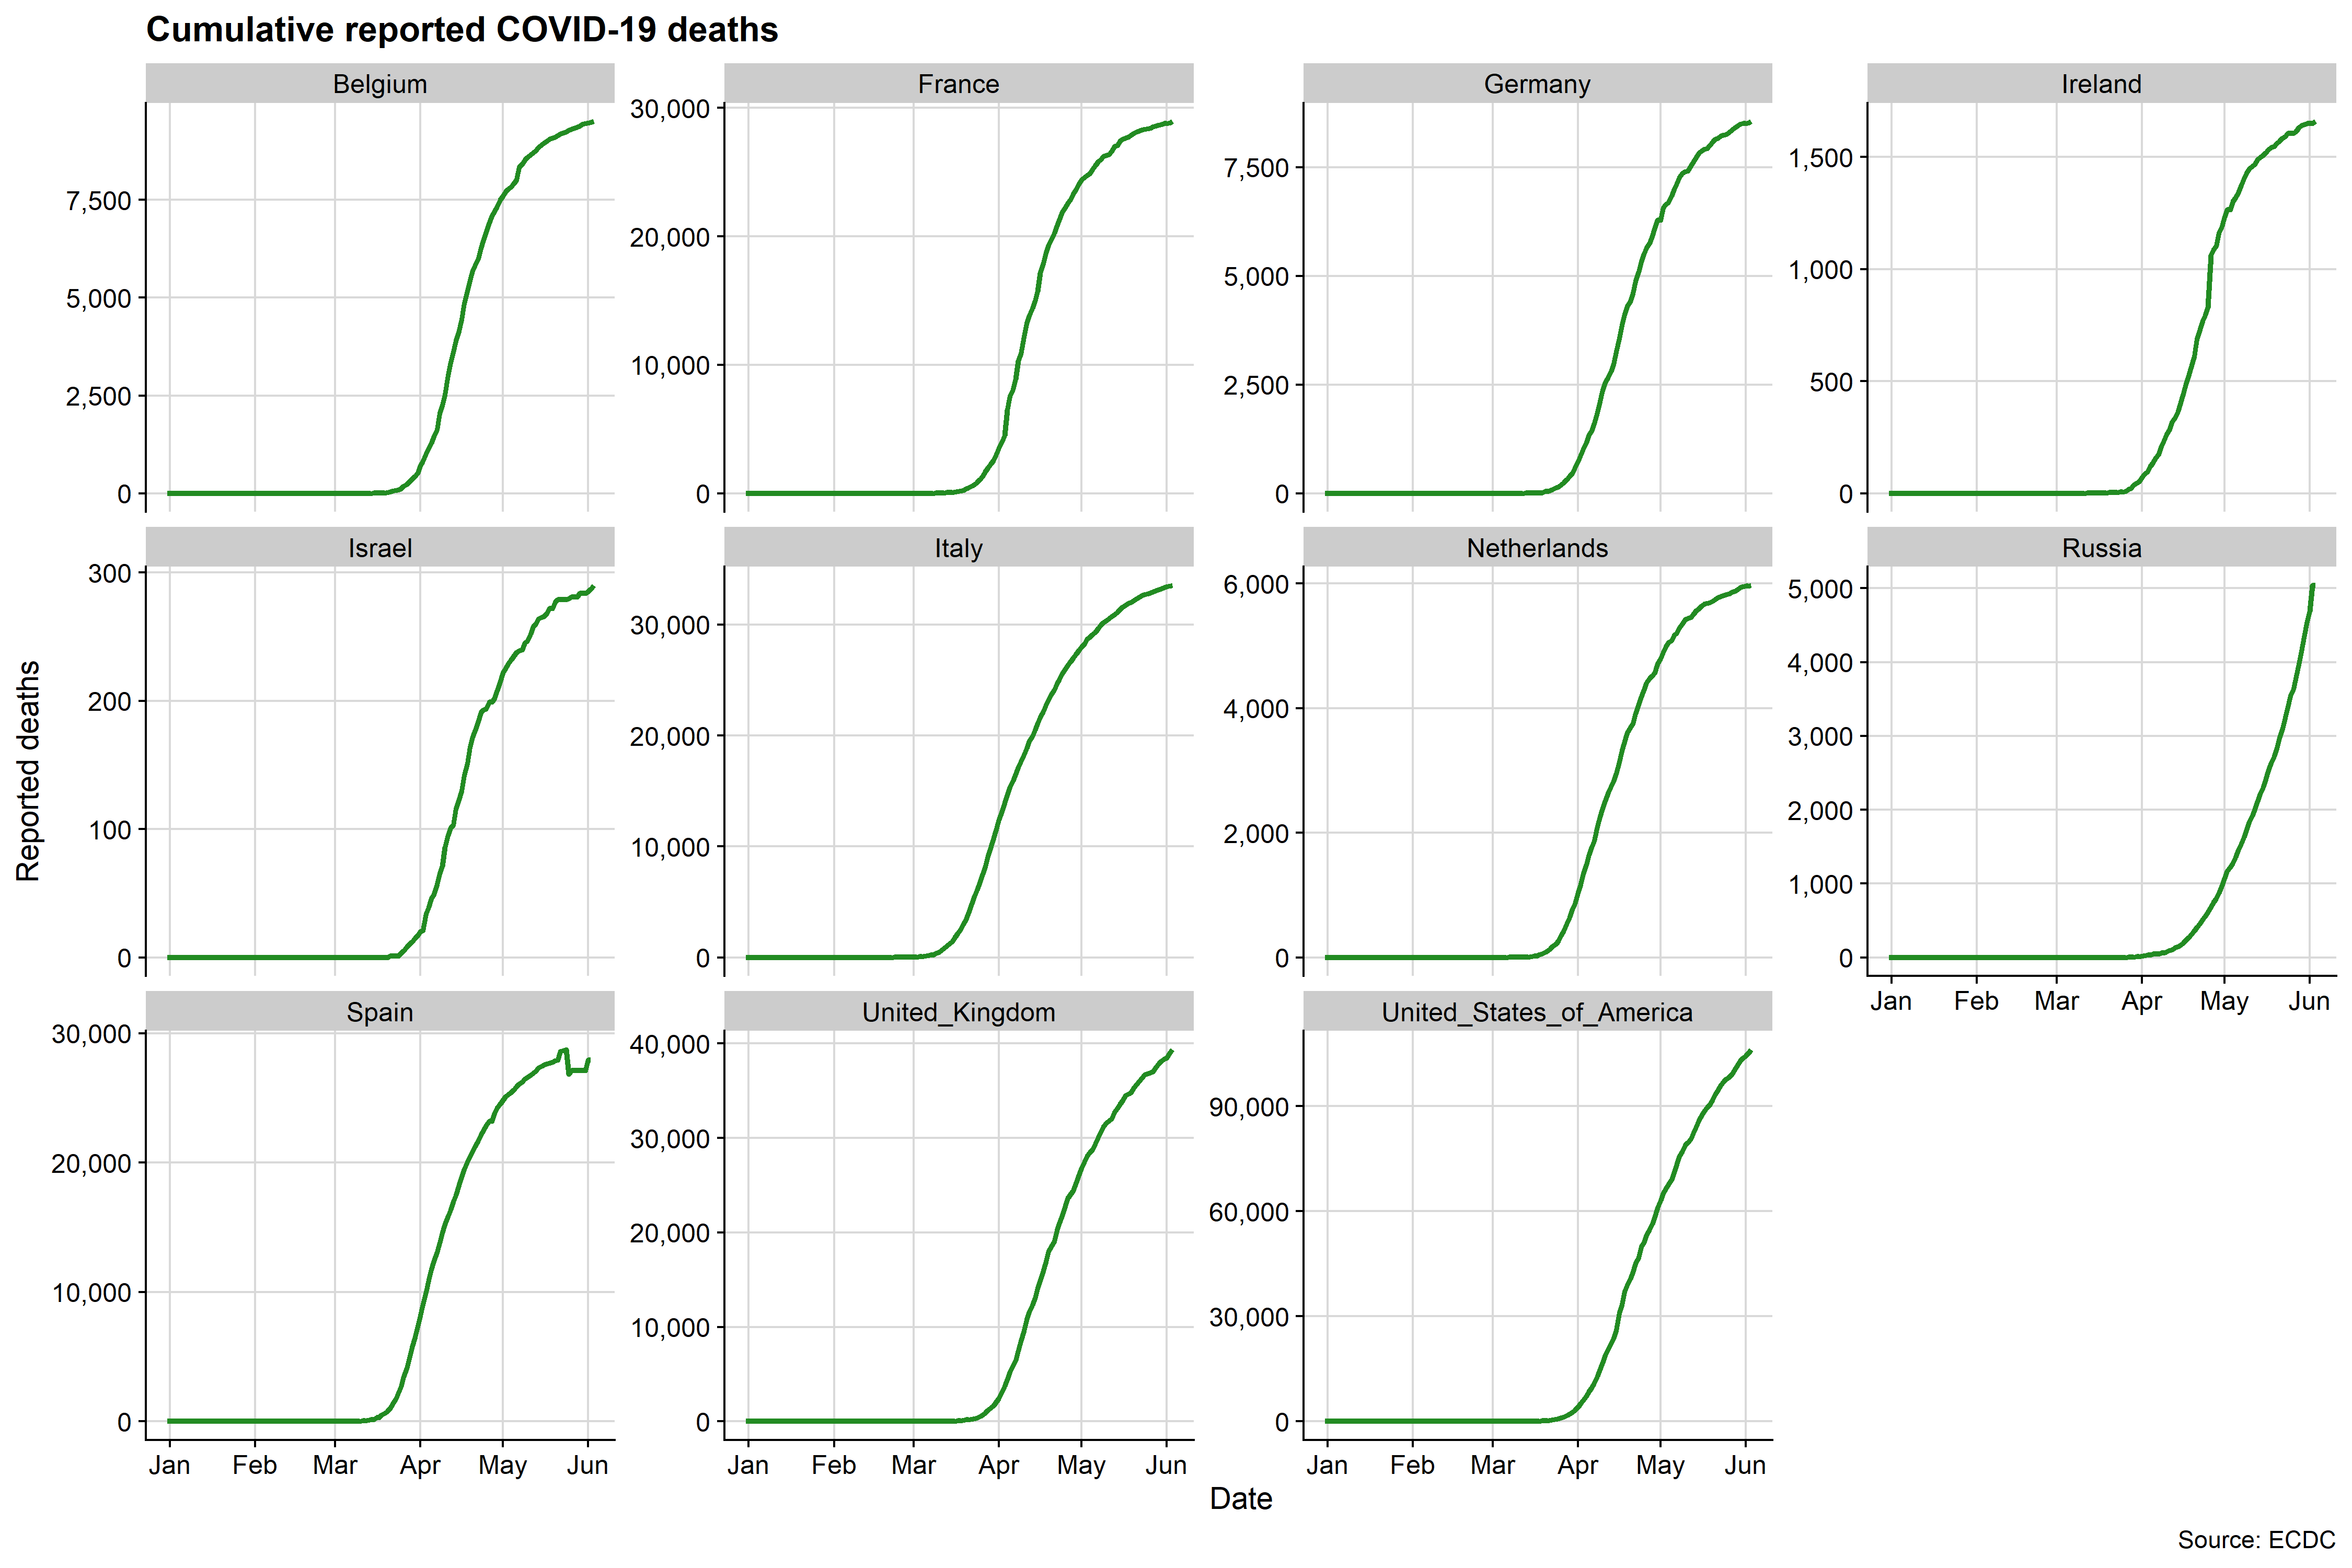 Cumulative reported COVID-19 deaths
Belgium
France
Germany
Ireland
7,500
5,000
2,500
0
30,000
20,000
10,000
0
7,500
5,000
2,500
0
1,500
1,000
500
0
Israel
Italy
Netherlands
Russia
300
200
100
0
30,000
20,000
10,000
0
6,000
4,000
2,000
0
5,000
4,000
3,000
2,000
1,000
0
Jan Feb Mar Apr May Jun
Reported deaths
Spain
United_Kingdom
United_States_of_America
30,000
20,000
10,000
0
40,000
30,000
20,000
10,000
0
90,000
60,000
30,000
0
Jan Feb Mar Apr May Jun
Jan Feb Mar Apr May Jun
Jan Feb Mar Apr May Jun
Date
Source: ECDC